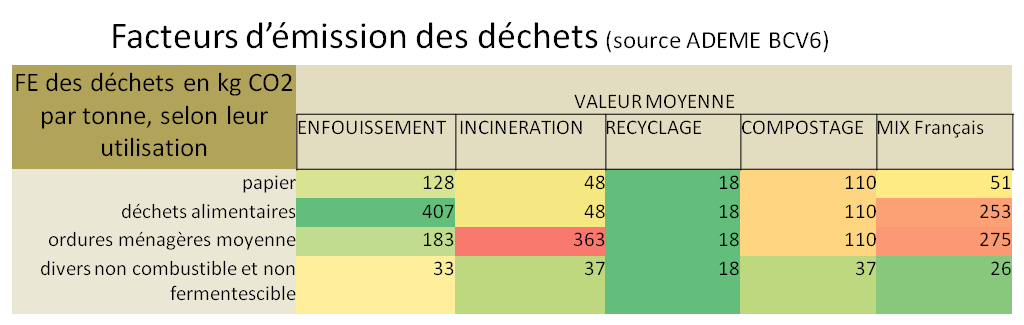 Facteurs d’émission des déchets (source ADEME BCV6)
FE des déchets en kg CO2
par tonne, selon leur
utilisation
VALEUR MOYENNE
ENFOUISSEMENT INCINERATION RECYCLAGE COMPOSTAGE MIX Français
papier 128 48 18 110 51
déchets alimentaires 407 48 18 110 253
ordures ménagères moyenne 183 363 18 110 275
divers non combustible et non 33 37 18 37 26
fermentescible